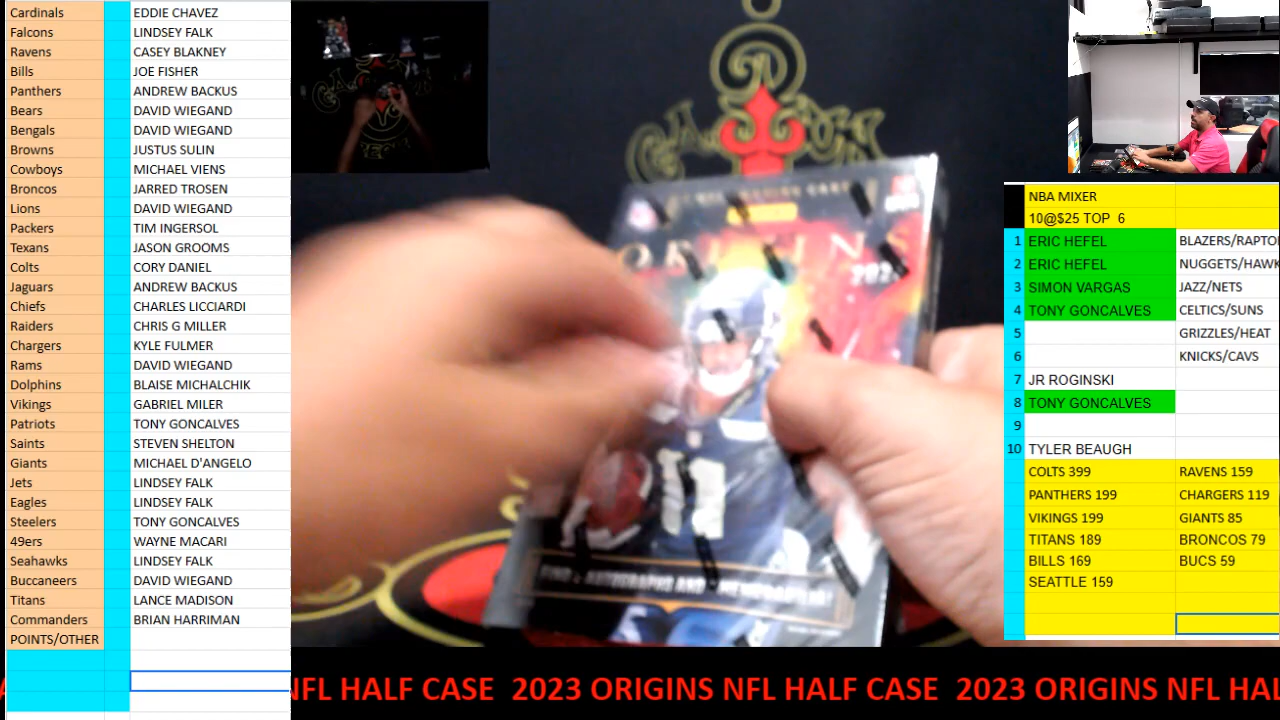 Cardinals EDDIE CHAVEZ
Falcons LINDSEY FALK
Ravens CASEY BLAKNEY
Bills JOE FISHER
Panthers ANDREW BACKUS
Bears DAVID WIEGAND
Bengals DAVID WIEGAND
Browns JUSTUS SULIN
Cowboys MICHAEL VIENS
Broncos JARRED TROSEN
Lions DAVID WIEGAND
Packers TIM INGERSOL
Texans JASON GROOMS
Colts CORY DANIEL
Jaguars ANDREW BACKUS
Chiefs CHARLES LICCIARDI
Raiders CHRIS G MILLER
Chargers KYLE FULMER
Rams DAVID WIEGAND
Dolphins BLAISE MICHALCHIK
Vikings GABRIEL MILER
Patriots TONY GONCALVES
Saints STEVEN SHELTON
Giants MICHAEL D'ANGELO
Jets LINDSEY FALK
Eagles LINDSEY FALK
Steelers TONY GONCALVES
49ers WAYNE MACARI
Seahawks LINDSEY FALK
Buccaneers DAVID WIEGAND
Titans LANCE MADISON
Commanders BRIAN HARRIMAN
POINTS/OTHER
ORIGINS
11
NBA MIXER
10@$25 TOP 6
1 ERIC HEFEL BLAZERS/RAPTO
2 ERIC HEFEL NUGGETS/HAWK
3 SIMON VARGAS JAZZ/NETS
4 TONY GONCALVES CELTICS/SUNS
5 GRIZZLES/HEAT
6 KNICKS/CAVS
7 JR ROGINSKI
8 TONY GONCALVES
9
10 TYLER BEAUGH
COLTS 399 RAVENS 159
PANTHERS 199 CHARGERS 119
VIKINGS 199 GIANTS 85
TITANS 189 BRONCOS 79
BILLS 169 BUCS 59
SEATTLE 159
NFL HALF CASE 2023 ORIGINS NFL HALF CASE 2023 ORIGINS NFL HAL